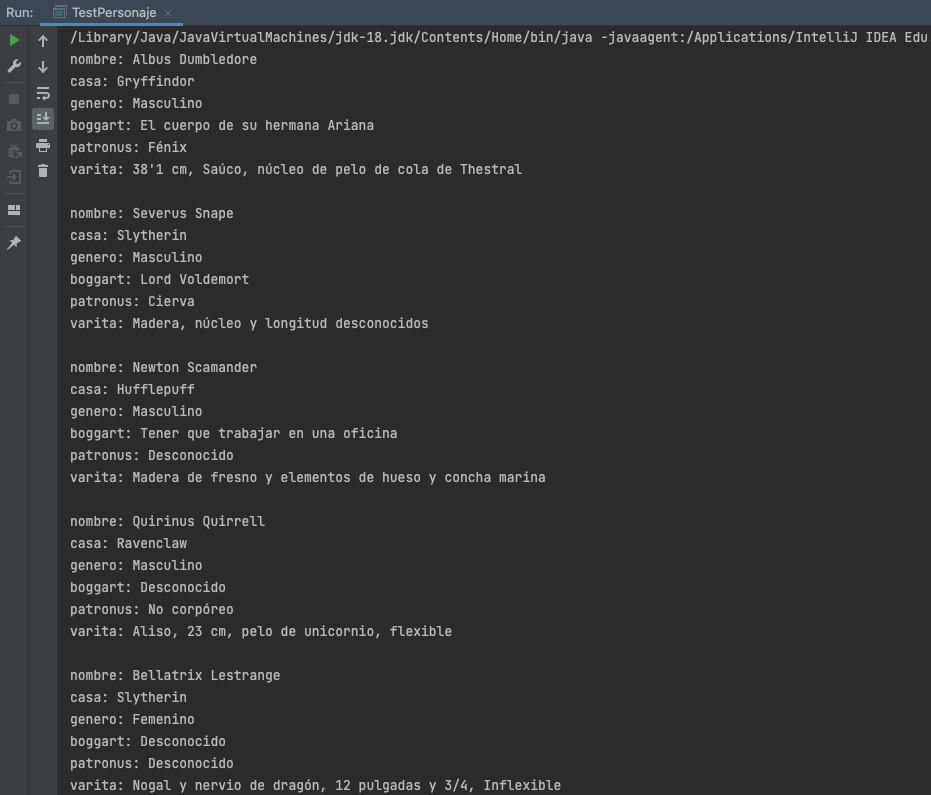 Run: TestPersonaje
/Library/Java/JavaVirtualMachines/jdk-18.jdk/Contents/Home/bin/java -javaagent:/Applications/IntelliJ IDEA Edu
nombre: Albus Dumbledore
casa: Gryffindor
genero: Masculino
boggart: El cuerpo de su hermana Ariana
patronus: Fénix
varita: 38'1 cm, Saúco, núcleo de pelo de cola de Thestral

nombre: Severus Snape
casa: Slytherin
genero: Masculino
boggart: Lord Voldemort
patronus: Cierva
varita: Madera, núcleo y longitud desconocidos

nombre: Newton Scamander
casa: Hufflepuff
genero: Masculino
boggart: Tener que trabajar en una oficina
patronus: Desconocido
varita: Madera de fresno y elementos de hueso y concha marina

nombre: Quirinus Quirrell
casa: Ravenclaw
genero: Masculino
boggart: Desconocido
patronus: No corpóreo
varita: Aliso, 23 cm, pelo de unicornio, flexible

nombre: Bellatrix Lestrange
casa: Slytherin
genero: Femenino
boggart: Desconocido
patronus: Desconocido
varita: Nogal y nervio de dragón, 12 pulgadas y 3/4, Inflexible